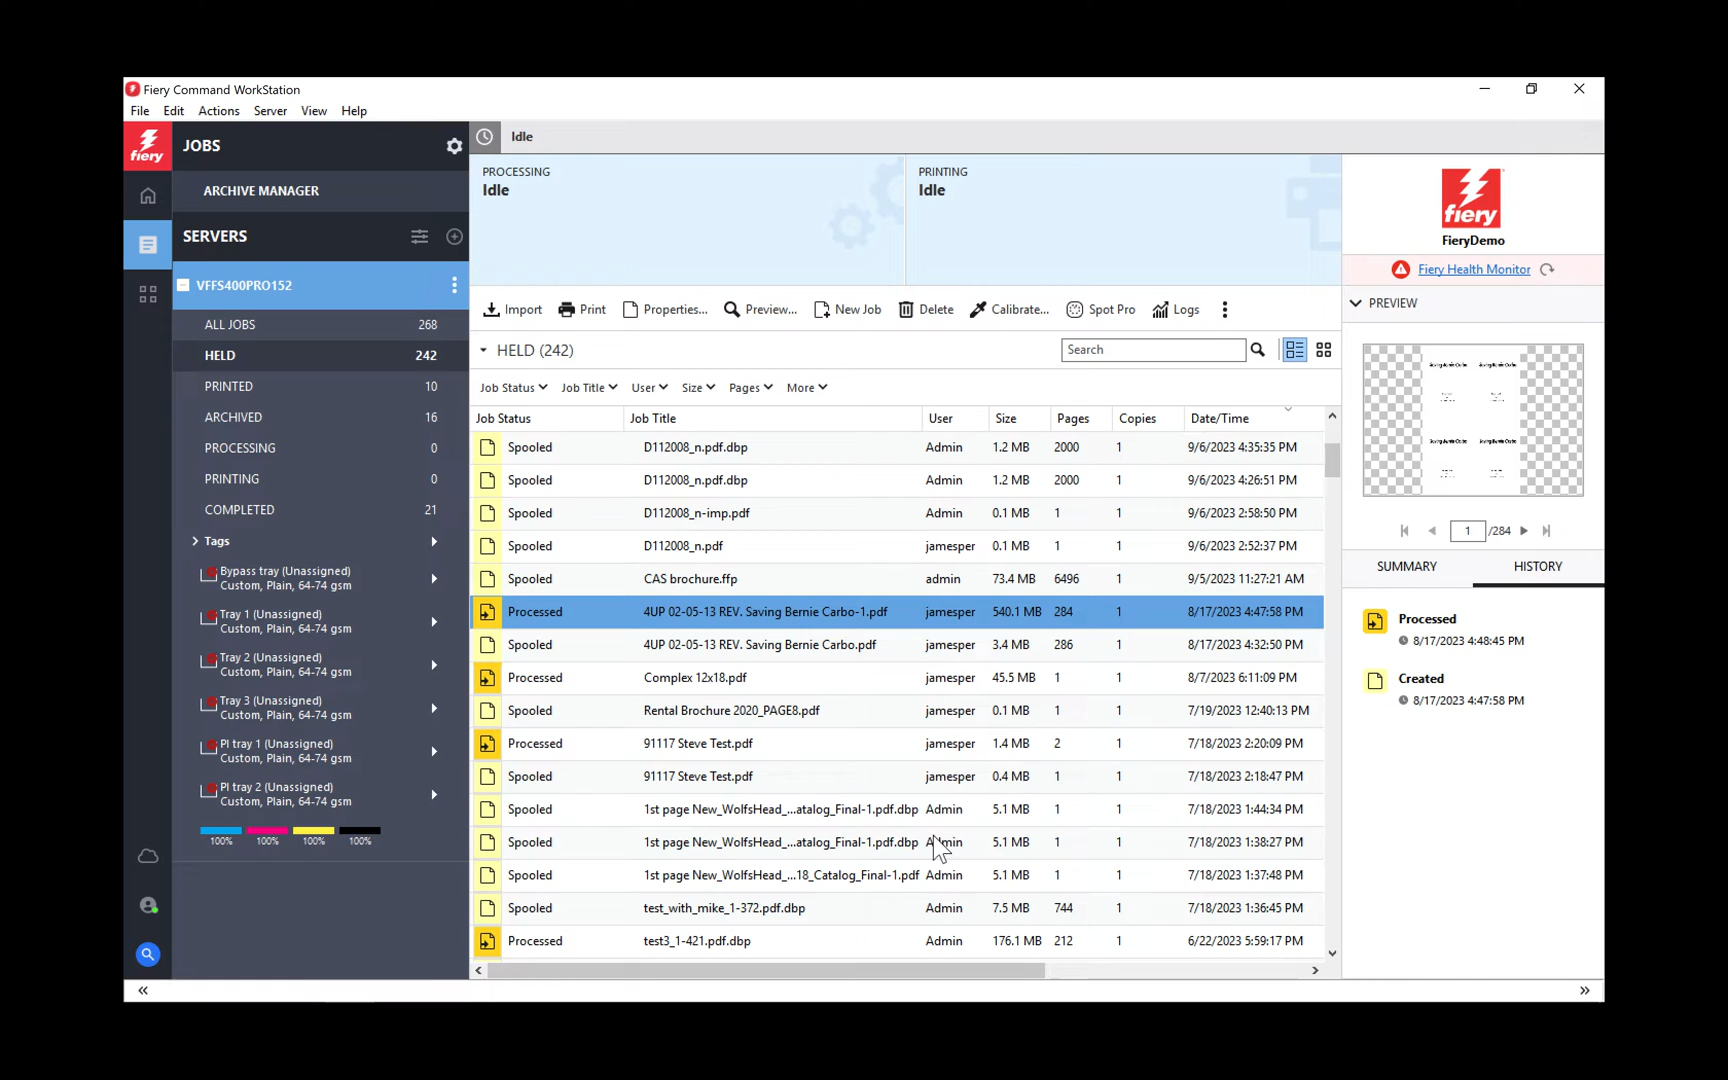 Fiery Command WorkStation
File Edit Actions Server View Help
fiery
JOBS
ARCHIVE MANAGER
SERVERS
VFFS400PRO152
ALL JOBS 268
HELD 242
PRINTED 10
ARCHIVED 16
PROCESSING 0
PRINTING 0
COMPLETED 21
Tags
Bypass tray (Unassigned)
Custom, Plain, 64-74 gsm
Tray 1 (Unassigned)
Custom, Plain, 64-74 gsm
Tray 2 (Unassigned)
Custom, Plain, 64-74 gsm
Tray 3 (Unassigned)
Custom, Plain, 64-74 gsm
PI tray 1 (Unassigned)
Custom, Plain, 64-74 gsm
PI tray 2 (Unassigned)
Custom, Plain, 64-74 gsm
100% 100% 100% 100%
Idle
PROCESSING
Idle
PRINTING
Idle
Import Print Properties... Preview... New Job Delete Calibrate... Spot Pro Logs
HELD (242) Search
Job Status Job Title User Size Pages More
Job Status Job Title User Size Pages Copies Date/Time
Spooled D112008_n.pdf.dbp Admin 1.2 MB 2000 1 9/6/2023 4:35:35 PM
Spooled D112008_n.pdf.dbp Admin 1.2 MB 2000 1 9/6/2023 4:26:51 PM
Spooled D112008_n-imp.pdf Admin 0.1 MB 1 1 9/6/2023 2:58:50 PM
Spooled D112008_n.pdf jamesper 0.1 MB 1 1 9/6/2023 2:52:37 PM
Spooled CAS brochure.ffp admin 73.4 MB 6496 1 9/5/2023 11:27:21 AM
Processed 4UP 02-05-13 REV. Saving Bernie Carbo-1.pdf jamesper 540.1 MB 284 1 8/17/2023 4:47:58 PM
Spooled 4UP 02-05-13 REV. Saving Bernie Carbo.pdf jamesper 3.4 MB 286 1 8/17/2023 4:32:50 PM
Processed Complex 12x18.pdf jamesper 45.5 MB 1 1 8/7/2023 6:11:09 PM
Spooled Rental Brochure 2020_PAGE8.pdf jamesper 0.1 MB 1 1 7/19/2023 12:40:13 PM
Processed 91117 Steve Test.pdf jamesper 1.4 MB 2 1 7/18/2023 2:20:09 PM
Spooled 91117 Steve Test.pdf jamesper 0.4 MB 1 1 7/18/2023 2:18:47 PM
Spooled 1st page New_WolfsHead_...atalog_Final-1.pdf.dbp Admin 5.1 MB 1 1 7/18/2023 1:44:34 PM
Spooled 1st page New_WolfsHead_...atalog_Final-1.pdf.dbp Admin 5.1 MB 1 1 7/18/2023 1:38:27 PM
Spooled 1st page New_WolfsHead_...18_Catalog_Final-1.pdf Admin 5.1 MB 1 1 7/18/2023 1:37:48 PM
Spooled test_with_mike_1-372.pdf.dbp Admin 7.5 MB 744 1 7/18/2023 1:36:45 PM
Processed test3_1-421.pdf.dbp Admin 176.1 MB 212 1 6/22/2023 5:59:17 PM
fiery
FieryDemo
Fiery Health Monitor
PREVIEW
1 /284
SUMMARY HISTORY
Processed
8/17/2023 4:48:45 PM
Created
8/17/2023 4:47:58 PM